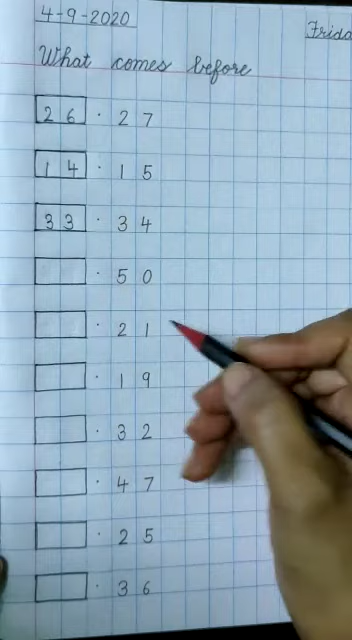 4-9-2020
What comes before
26 · 27
14 · 15
33 · 34
· 50
· 21
· 19
· 32
· 47
· 25
· 36